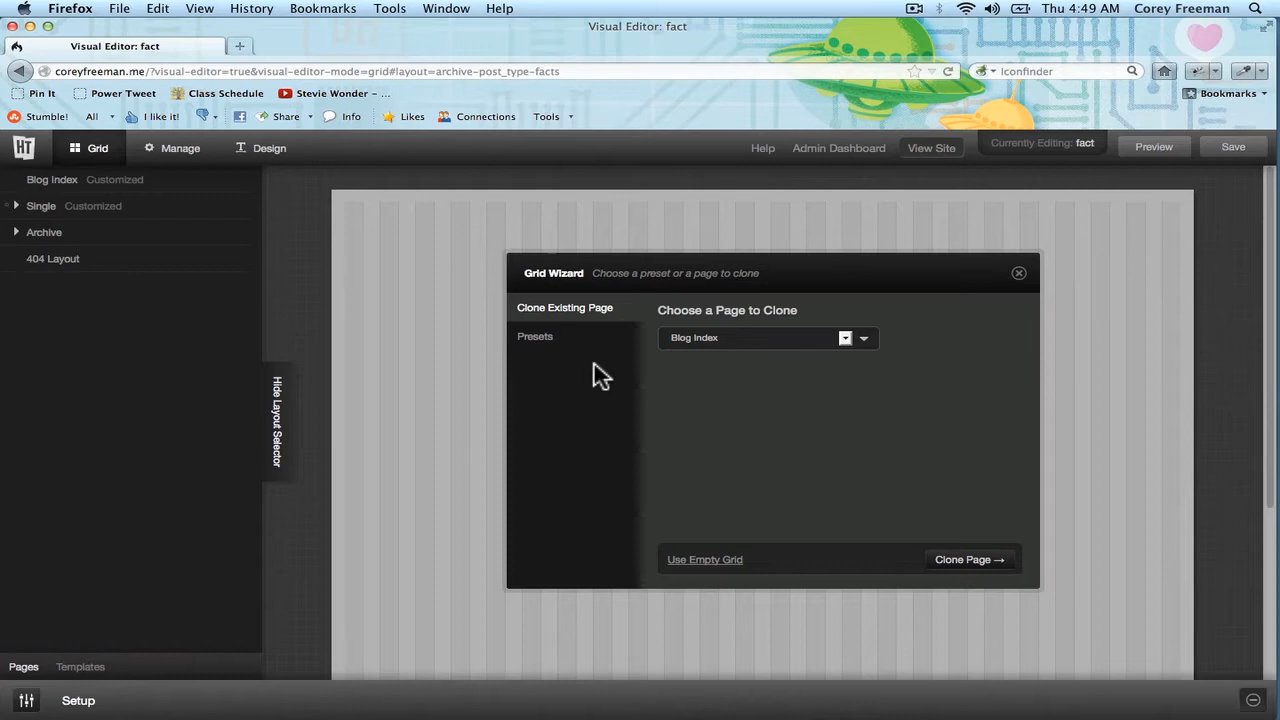 Firefox File Edit View History Bookmarks Tools Window Help Thu 4:49 AM Corey Freeman
Visual Editor: fact
Visual Editor: fact
coreyfreeman.me/?visual-editor=true&visual-editor-mode=grid#layout=archive-post_type-facts Iconfinder
Pin It Power Tweet Class Schedule Stevie Wonder – ... Bookmarks
Stumble! All I like it! Share Info Likes Connections Tools
HT Grid Manage Design Help Admin Dashboard View Site Currently Editing: fact Preview Save
Blog Index Customized
Single Customized
Archive
404 Layout
Hide Layout Selector
Grid Wizard Choose a preset or a page to clone
Clone Existing Page
Presets
Choose a Page to Clone
Blog Index
Use Empty Grid Clone Page →
Pages Templates
Setup